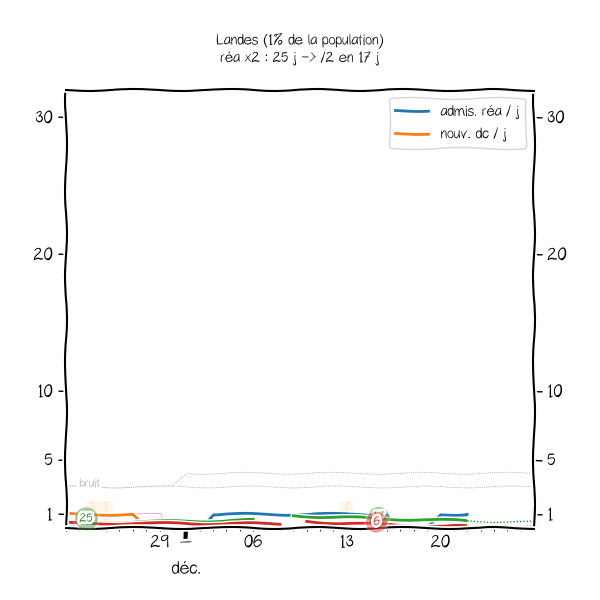 Landes (1% de la population)
réa x2 : 25 j -> /2 en 17 j
admis. réa / j
nouv. dc / j
30
30
20
20
10
10
5
5
bruit
1
25
6
1
29
06
13
20
déc.